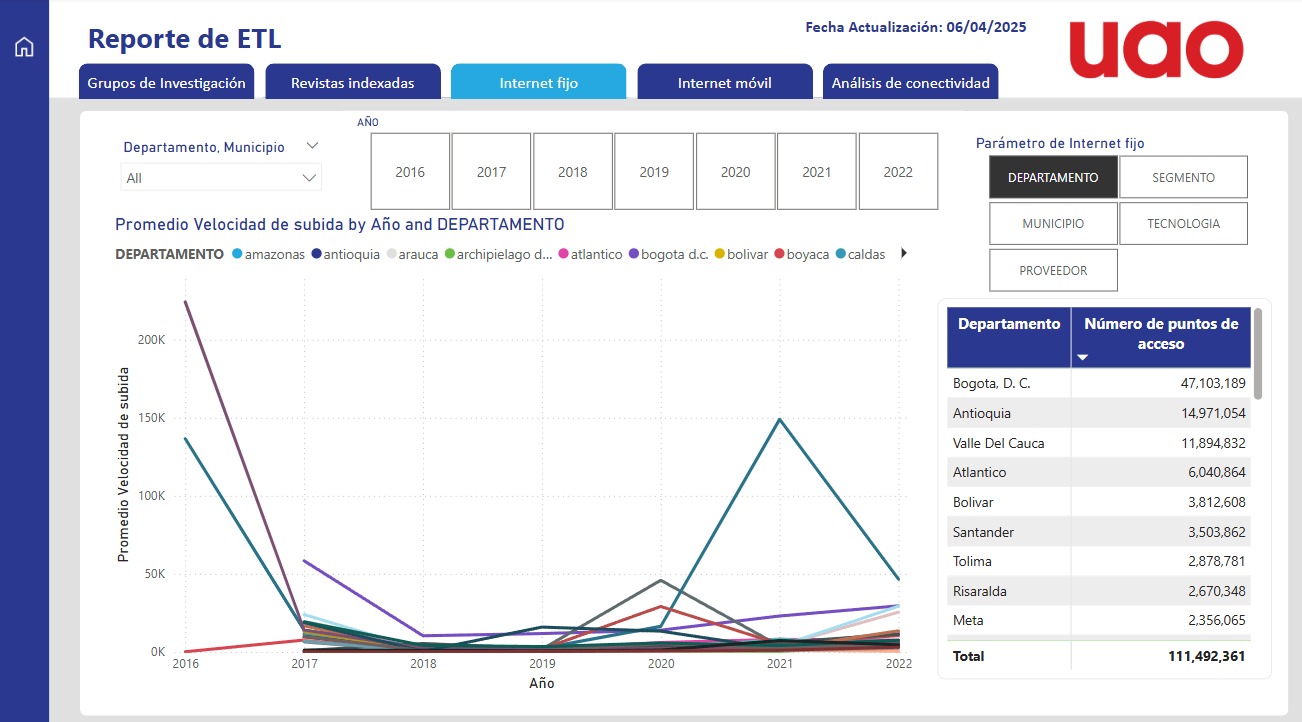 Reporte de ETL
Fecha Actualización: 06/04/2025
uao
Grupos de Investigación
Revistas indexadas
Internet fijo
Internet móvil
Análisis de conectividad
Departamento, Municipio
All
AÑO
2016
2017
2018
2019
2020
2021
2022
Parámetro de Internet fijo
DEPARTAMENTO
SEGMENTO
MUNICIPIO
TECNOLOGIA
PROVEEDOR
Promedio Velocidad de subida by Año and DEPARTAMENTO
DEPARTAMENTO amazonas antioquia arauca archipielago d... atlantico bogota d.c. bolivar boyaca caldas
Promedio Velocidad de subida
200K
150K
100K
50K
0K
2016 2017 2018 2019 2020 2021 2022
Año
Departamento Número de puntos de
acceso
Bogota, D. C. 47,103,189
Antioquia 14,971,054
Valle Del Cauca 11,894,832
Atlantico 6,040,864
Bolivar 3,812,608
Santander 3,503,862
Tolima 2,878,781
Risaralda 2,670,348
Meta 2,356,065
Total 111,492,361